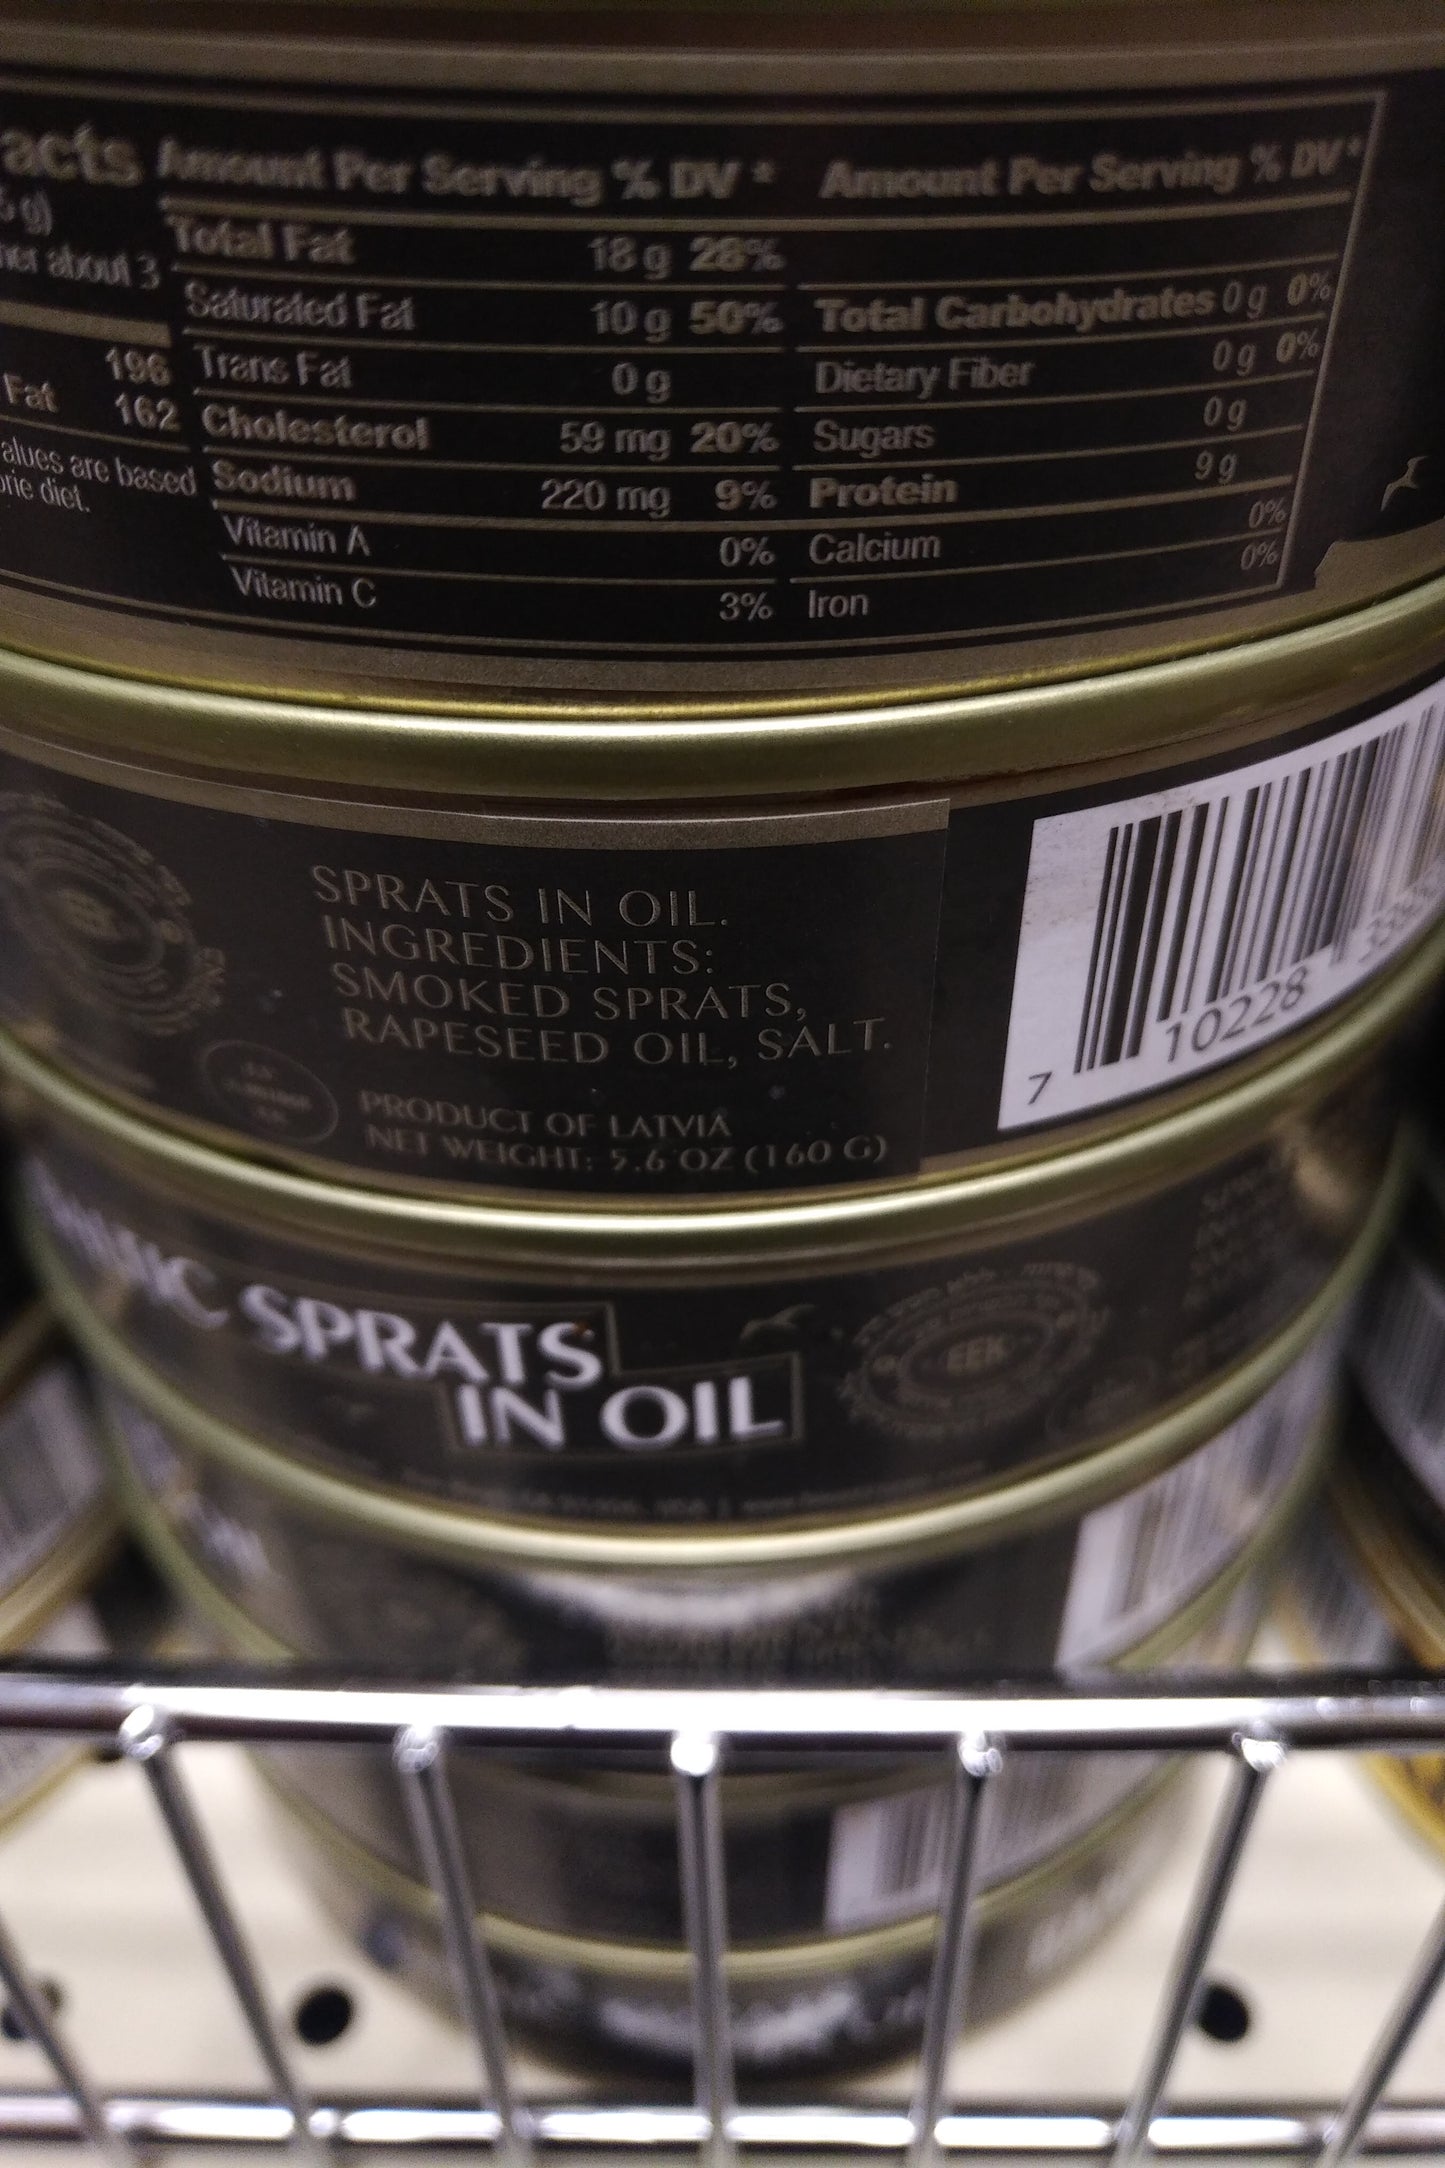 acts Amount Per Serving % DV * Amount Per Serving % DV *
g)
about 3
Total Fat 18 g 28%
Saturated Fat 10 g 50% Total Carbohydrates 0 g 0%
196 Trans Fat 0 g Dietary Fiber 0 g 0%
Fat 162 Cholesterol 59 mg 20% Sugars 0 g
alues are based Sodium 220 mg 9% Protein 9 g
orie diet.
Vitamin A 0% Calcium 0%
Vitamin C 3% Iron 0%
SPRATS IN OIL.
INGREDIENTS:
SMOKED SPRATS,
RAPESEED OIL, SALT.
PRODUCT OF LATVIA
NET WEIGHT: 5.6 OZ (160 G)
7 10228
SPRATS
IN OIL
EEK